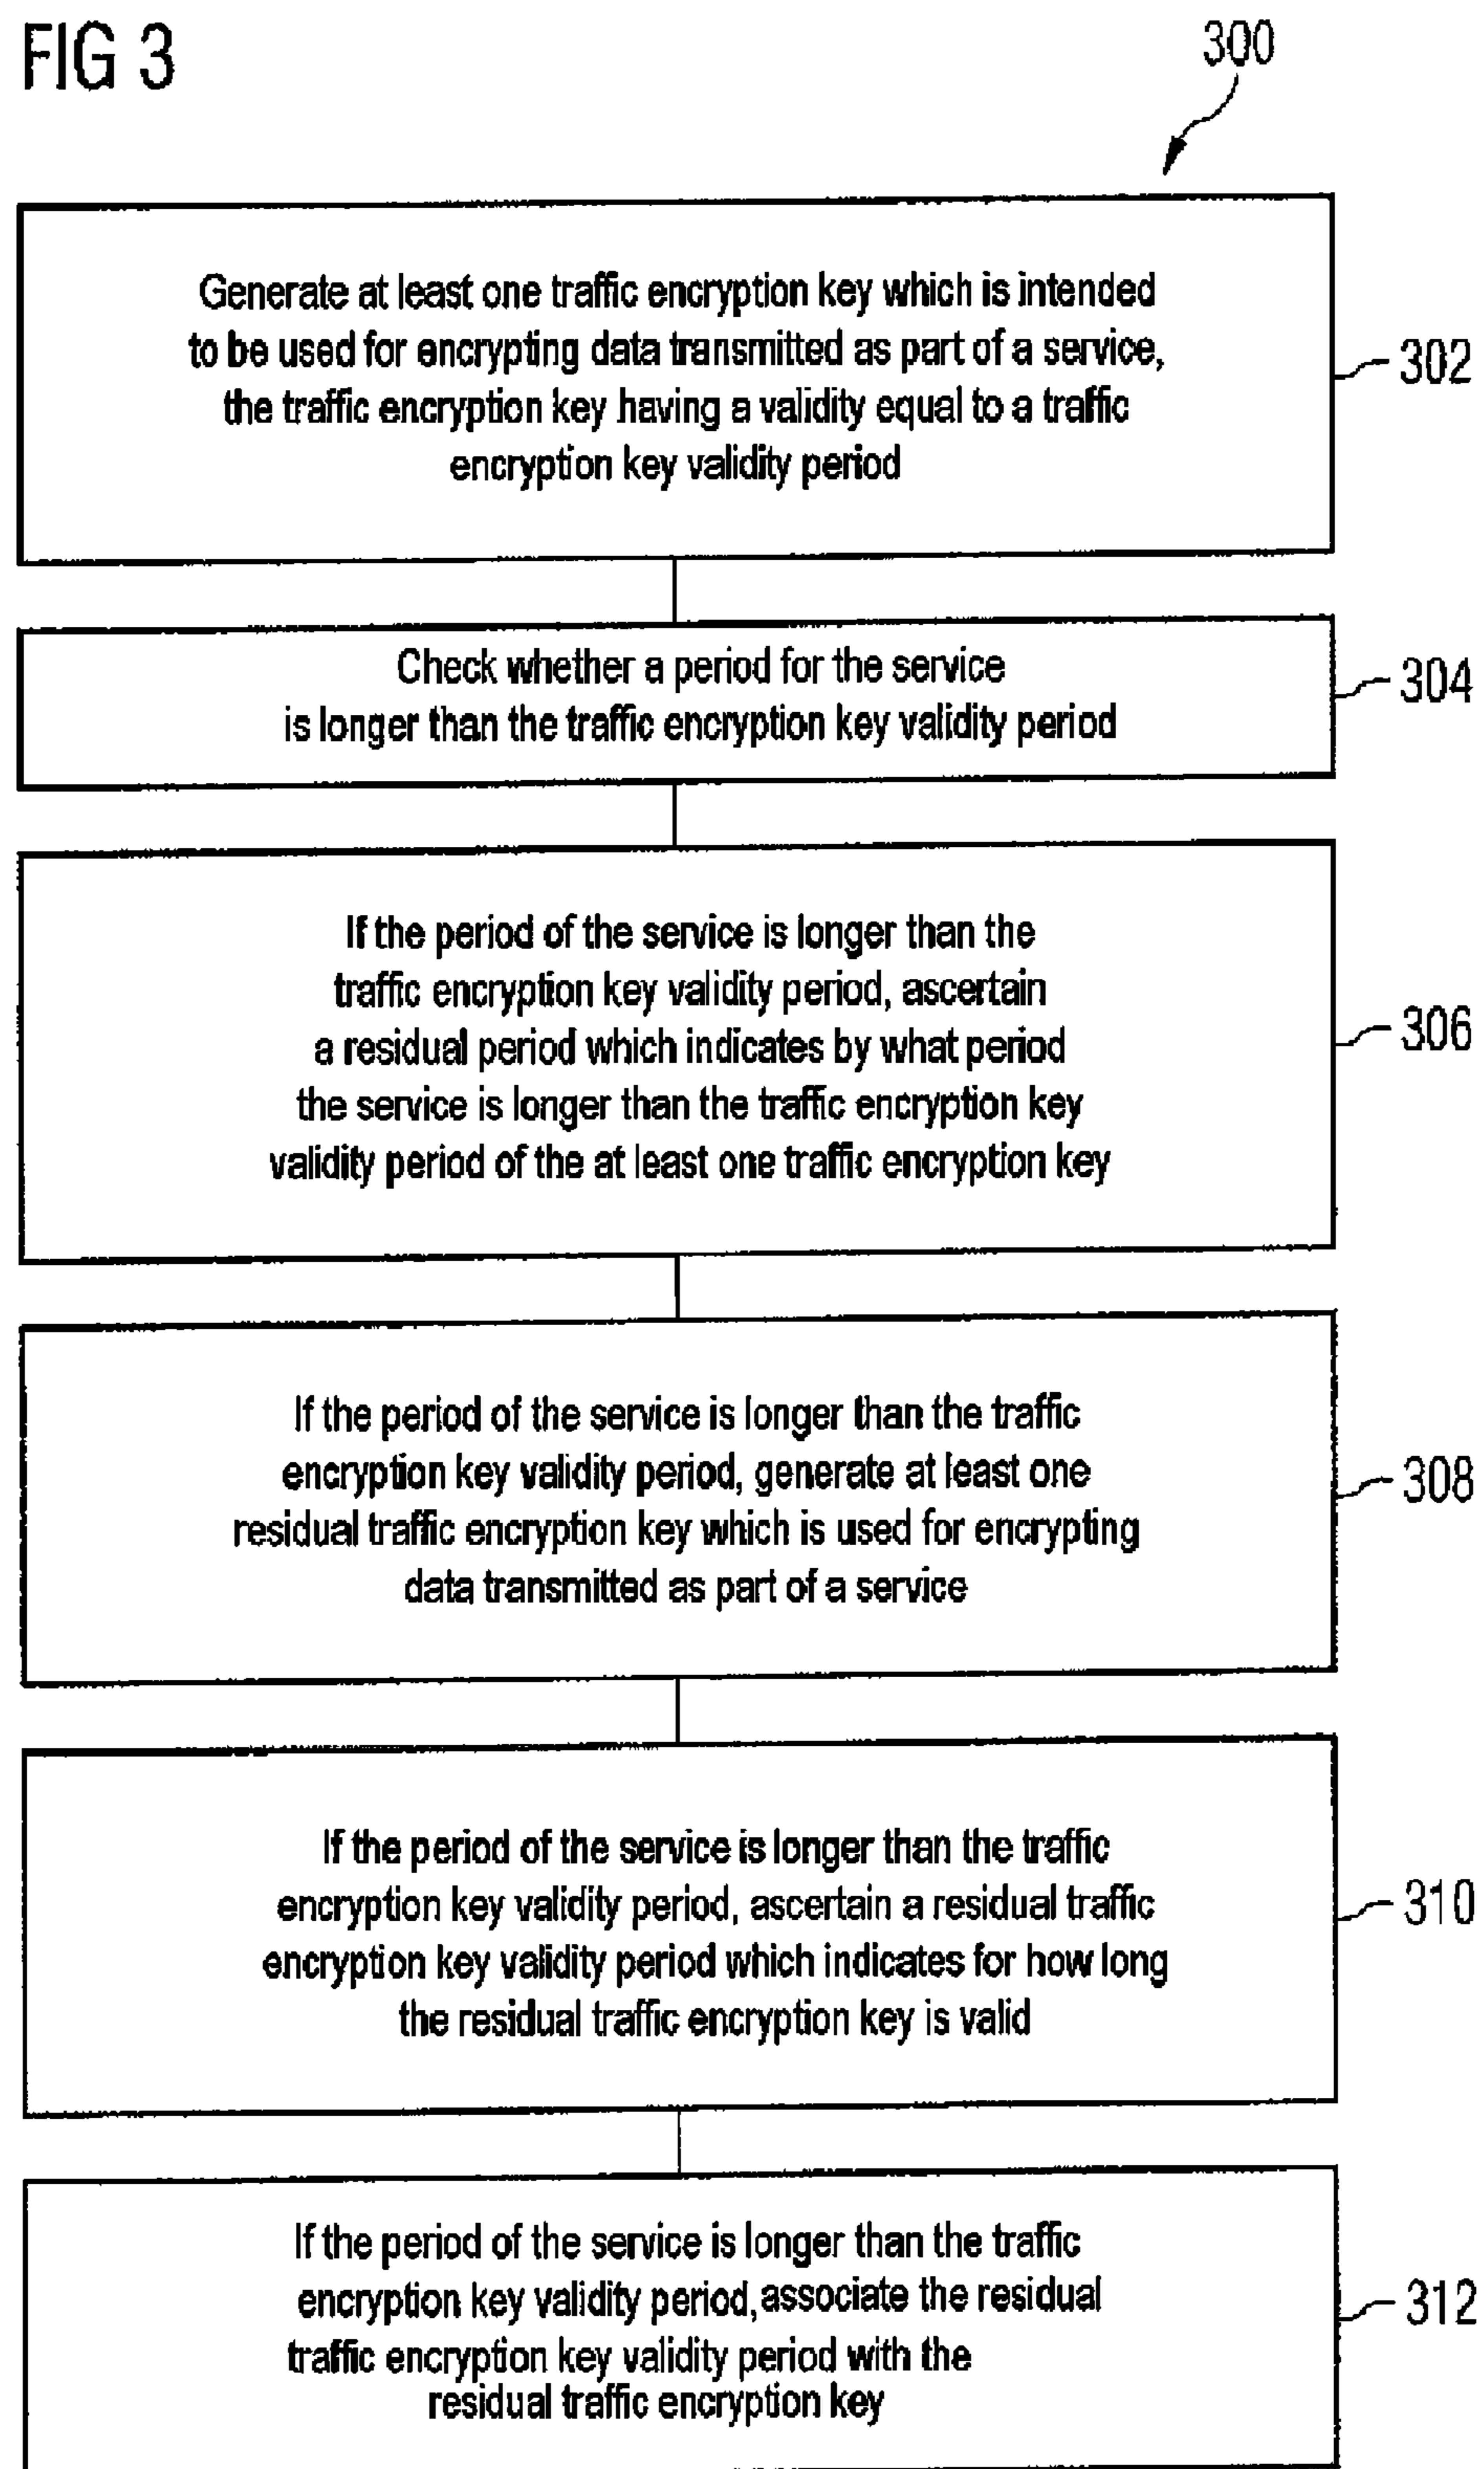 FIG 3
300
Generate at least one traffic encryption key which is intended
to be used for encrypting data transmitted as part of a service,
the traffic encryption key having a validity equal to a traffic
encryption key validity period
302
Check whether a period for the service
is longer than the traffic encryption key validity period
304
If the period of the service is longer than the
traffic encryption key validity period, ascertain
a residual period which indicates by what period
the service is longer than the traffic encryption key
validity period of the at least one traffic encryption key
306
If the period of the service is longer than the traffic
encryption key validity period, generate at least one
residual traffic encryption key which is used for encrypting
data transmitted as part of a service
308
If the period of the service is longer than the traffic
encryption key validity period, ascertain a residual traffic
encryption key validity period which indicates for how long
the residual traffic encryption key is valid
310
If the period of the service is longer than the traffic
encryption key validity period, associate the residual
traffic encryption key validity period with the
residual traffic encryption key
312